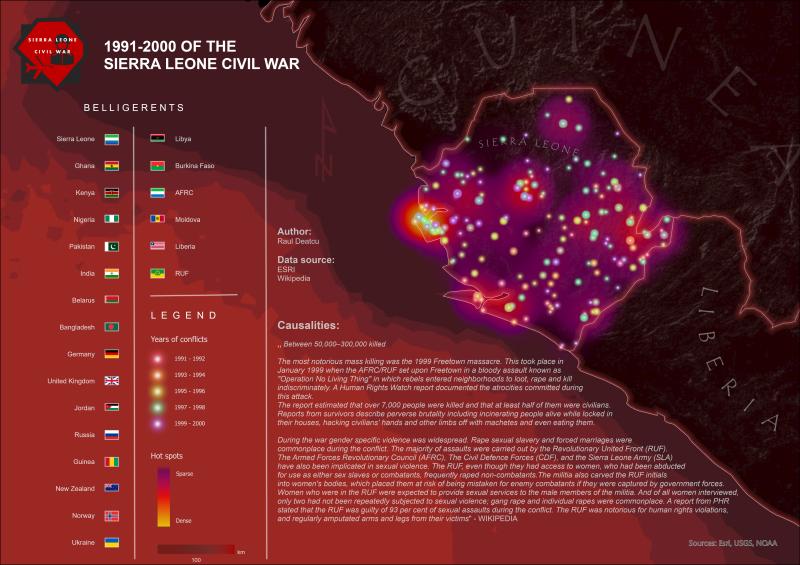 SIERRA LEONE
CIVIL WAR
1991-2000 OF THE
SIERRA LEONE CIVIL WAR
BELLIGERENTS
Sierra Leone
Ghana
Kenya
Nigeria
Pakistan
India
Belarus
Bangladesh
Germany
United Kingdom
Jordan
Russia
Guinea
New Zealand
Norway
Ukraine
Libya
Burkina Faso
AFRC
Moldova
Liberia
RUF
LEGEND
Years of conflicts
1991 - 1992
1993 - 1994
1995 - 1996
1997 - 1998
1999 - 2000
Hot spots
Sparse
Dense
km
100
Author:
Raul Deatcu
Data source:
ESRI
Wikipedia
Causalities:
,, Between 50,000–300,000 killed
The most notorious mass killing was the 1999 Freetown massacre. This took place in
January 1999 when the AFRC/RUF set upon Freetown in a bloody assault known as
"Operation No Living Thing" in which rebels entered neighborhoods to loot, rape and kill
indiscriminately. A Human Rights Watch report documented the atrocities committed during
this attack.
The report estimated that over 7,000 people were killed and that at least half of them were civilians.
Reports from survivors describe perverse brutality including incinerating people alive while locked in
their houses, hacking civilians' hands and other limbs off with machetes and even eating them.
During the war gender specific violence was widespread. Rape sexual slavery and forced marriages were
commonplace during the conflict. The majority of assaults were carried out by the Revolutionary United Front (RUF).
The Armed Forces Revolutionary Council (AFRC), The Civil Defence Forces (CDF), and the Sierra Leone Army (SLA)
have also been implicated in sexual violence. The RUF, even though they had access to women, who had been abducted
for use as either sex slaves or combatants, frequently raped non-combatants.The militia also carved the RUF initials
into women's bodies, which placed them at risk of being mistaken for enemy combatants if they were captured by government forces.
Women who were in the RUF were expected to provide sexual services to the male members of the militia. And of all women interviewed,
only two had not been repeatedly subjected to sexual violence; gang rape and individual rapes were commonplace. A report from PHR
stated that the RUF was guilty of 93 per cent of sexual assaults during the conflict. The RUF was notorious for human rights violations,
and regularly amputated arms and legs from their victims" - WIKIPEDIA
GUINEA
SIERRA LEONE
LIBERIA
Sources: Esri, USGS, NOAA